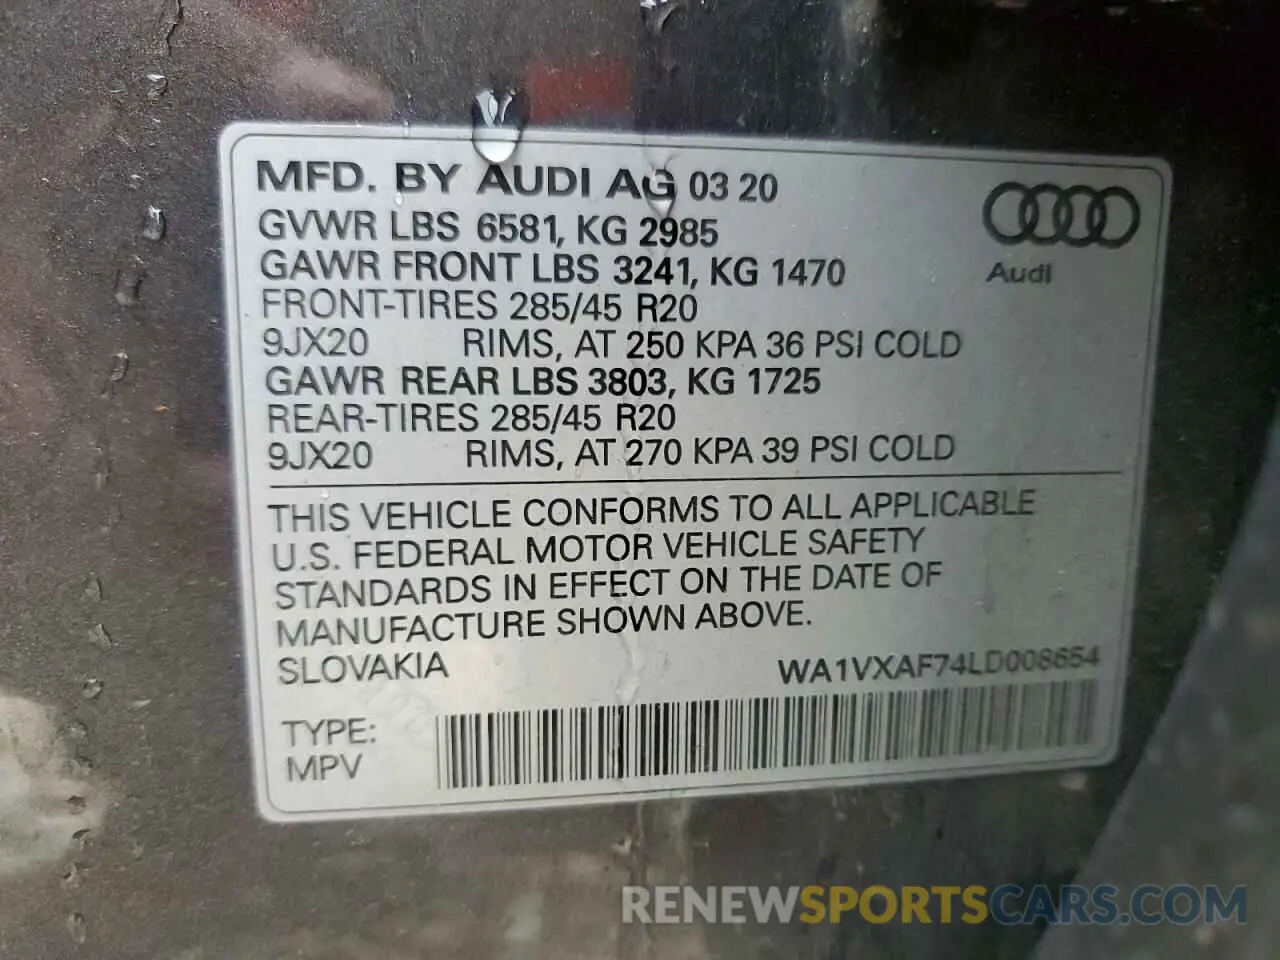 MFD. BY AUDI AG 03 20
GVWR LBS 6581, KG 2985
GAWR FRONT LBS 3241, KG 1470
FRONT-TIRES 285/45 R20
9JX20 RIMS, AT 250 KPA 36 PSI COLD
GAWR REAR LBS 3803, KG 1725
REAR-TIRES 285/45 R20
9JX20 RIMS, AT 270 KPA 39 PSI COLD
Audi
THIS VEHICLE CONFORMS TO ALL APPLICABLE
U.S. FEDERAL MOTOR VEHICLE SAFETY
STANDARDS IN EFFECT ON THE DATE OF
MANUFACTURE SHOWN ABOVE.
SLOVAKIA WA1VXAF74LD008654
TYPE:
MPV
RENEWSPORTSCARS.COM